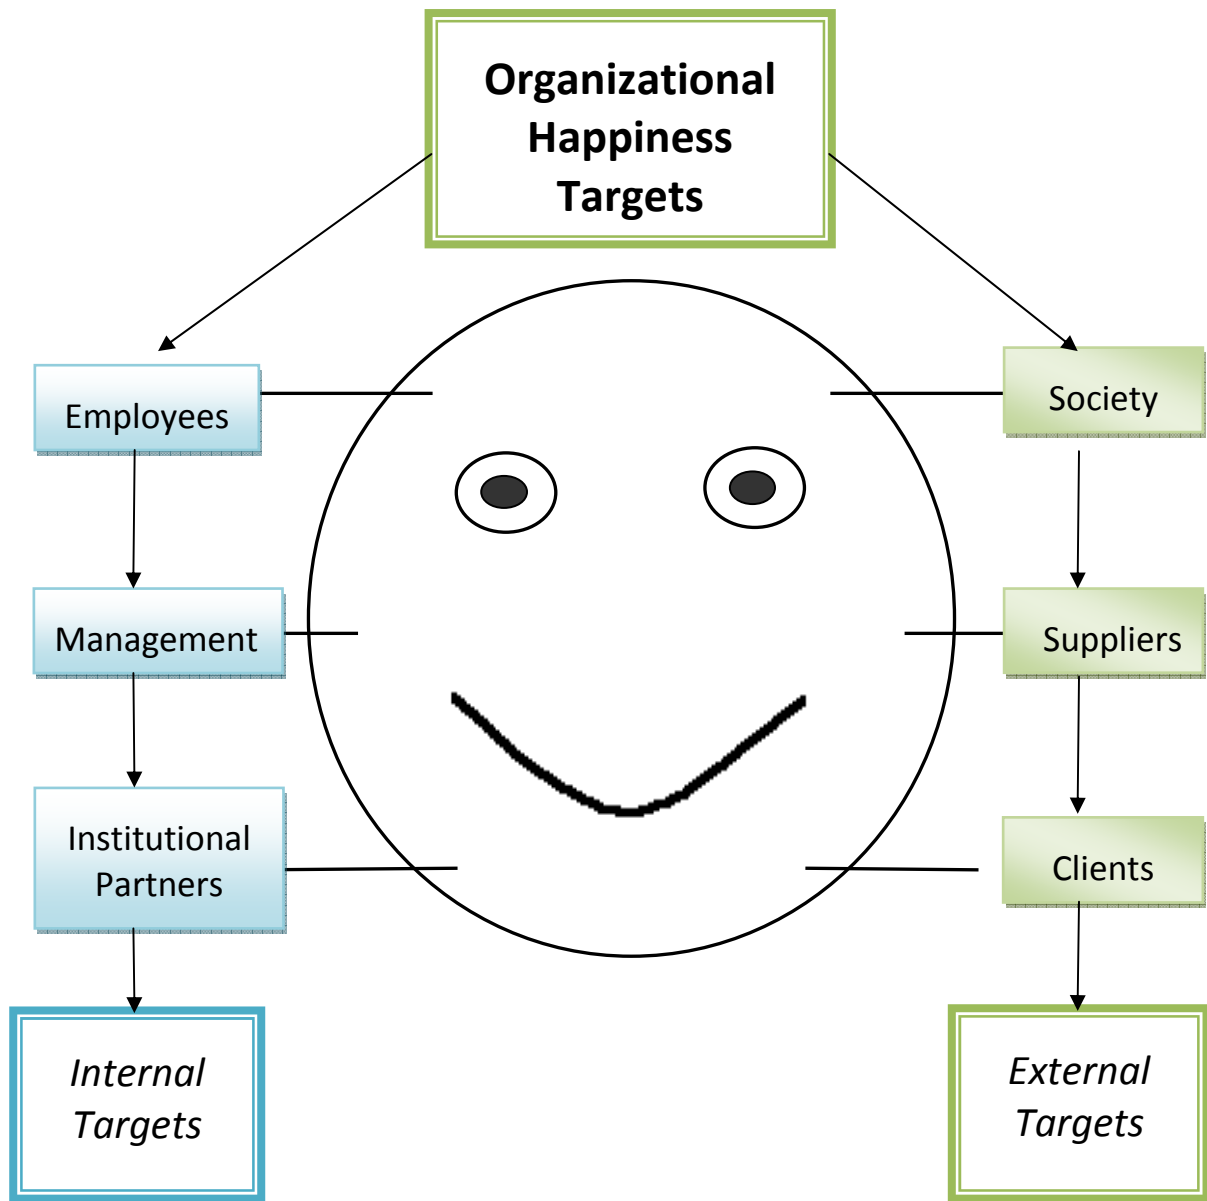 Organizational
Happiness
Targets
Employees
Society
Management
Suppliers
Institutional
Partners
Clients
Internal
Targets
External
Targets